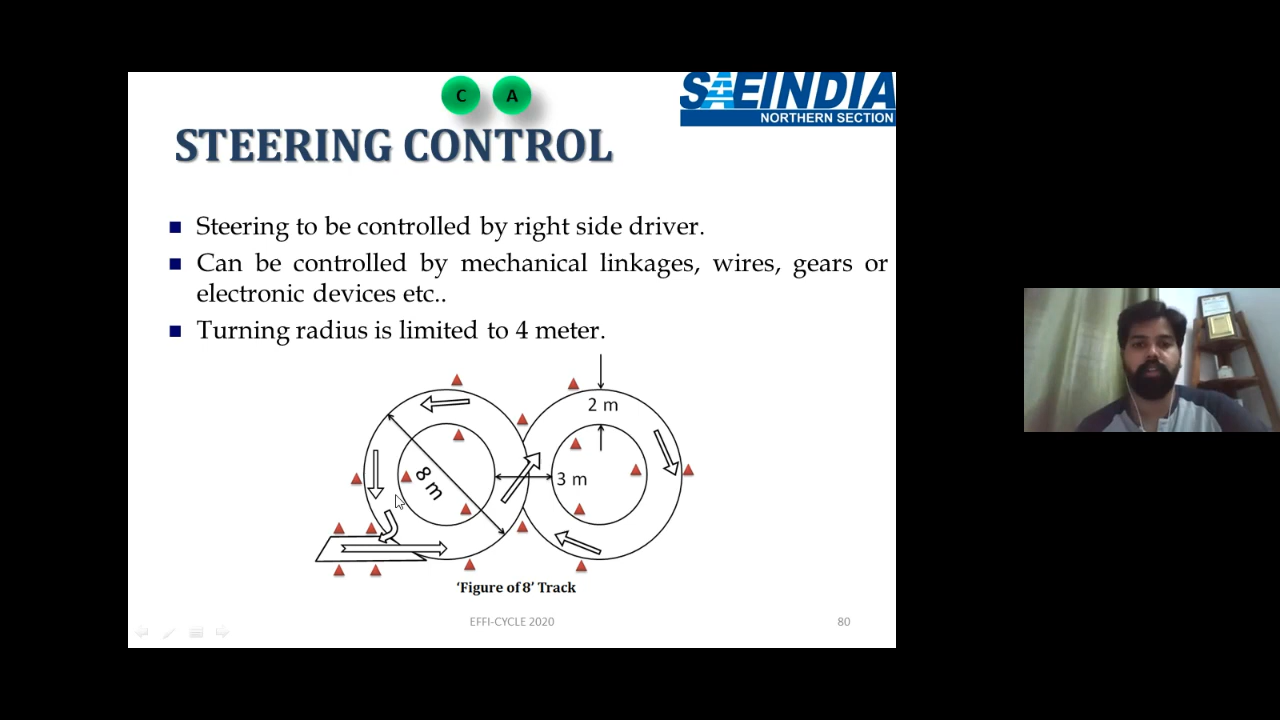 C A
SAEINDIA
NORTHERN SECTION
STEERING CONTROL
Steering to be controlled by right side driver.
Can be controlled by mechanical linkages, wires, gears or
electronic devices etc..
Turning radius is limited to 4 meter.
2 m
8 m
3 m
‘Figure of 8’ Track
EFFI-CYCLE 2020
80